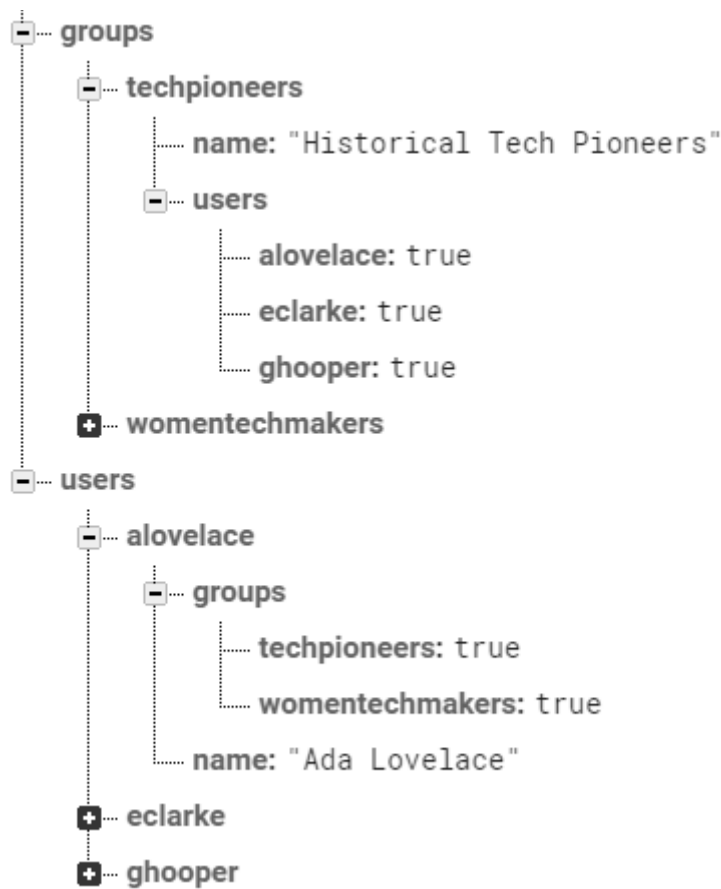 groups
techpioneers
name: "Historical Tech Pioneers"
users
alovelace: true
eclarke: true
ghooper: true
womentechmakers
users
alovelace
groups
techpioneers: true
womentechmakers: true
name: "Ada Lovelace"
eclarke
ghooper